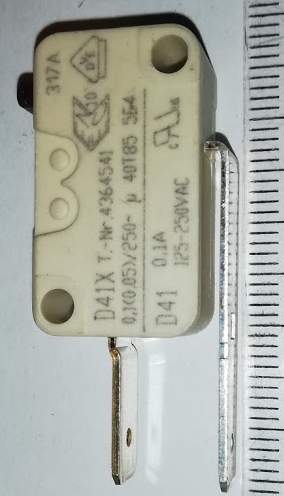 317A
D41X
T.-Nr.4364541
0,1(0,05)/250~ µ 40T85 5E4
D41 0.1A
125-250VAC